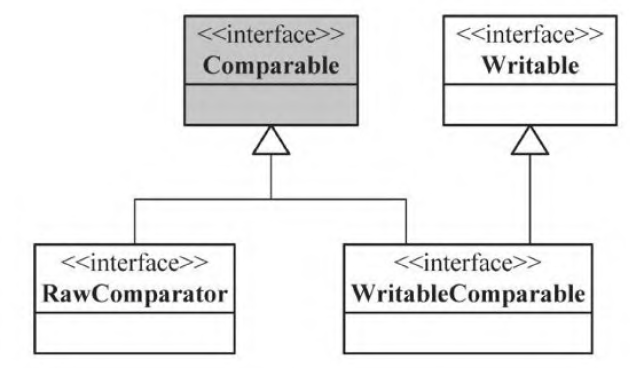 <<interface>>
Comparable
<<interface>>
Writable
<<interface>>
RawComparator
<<interface>>
WritableComparable